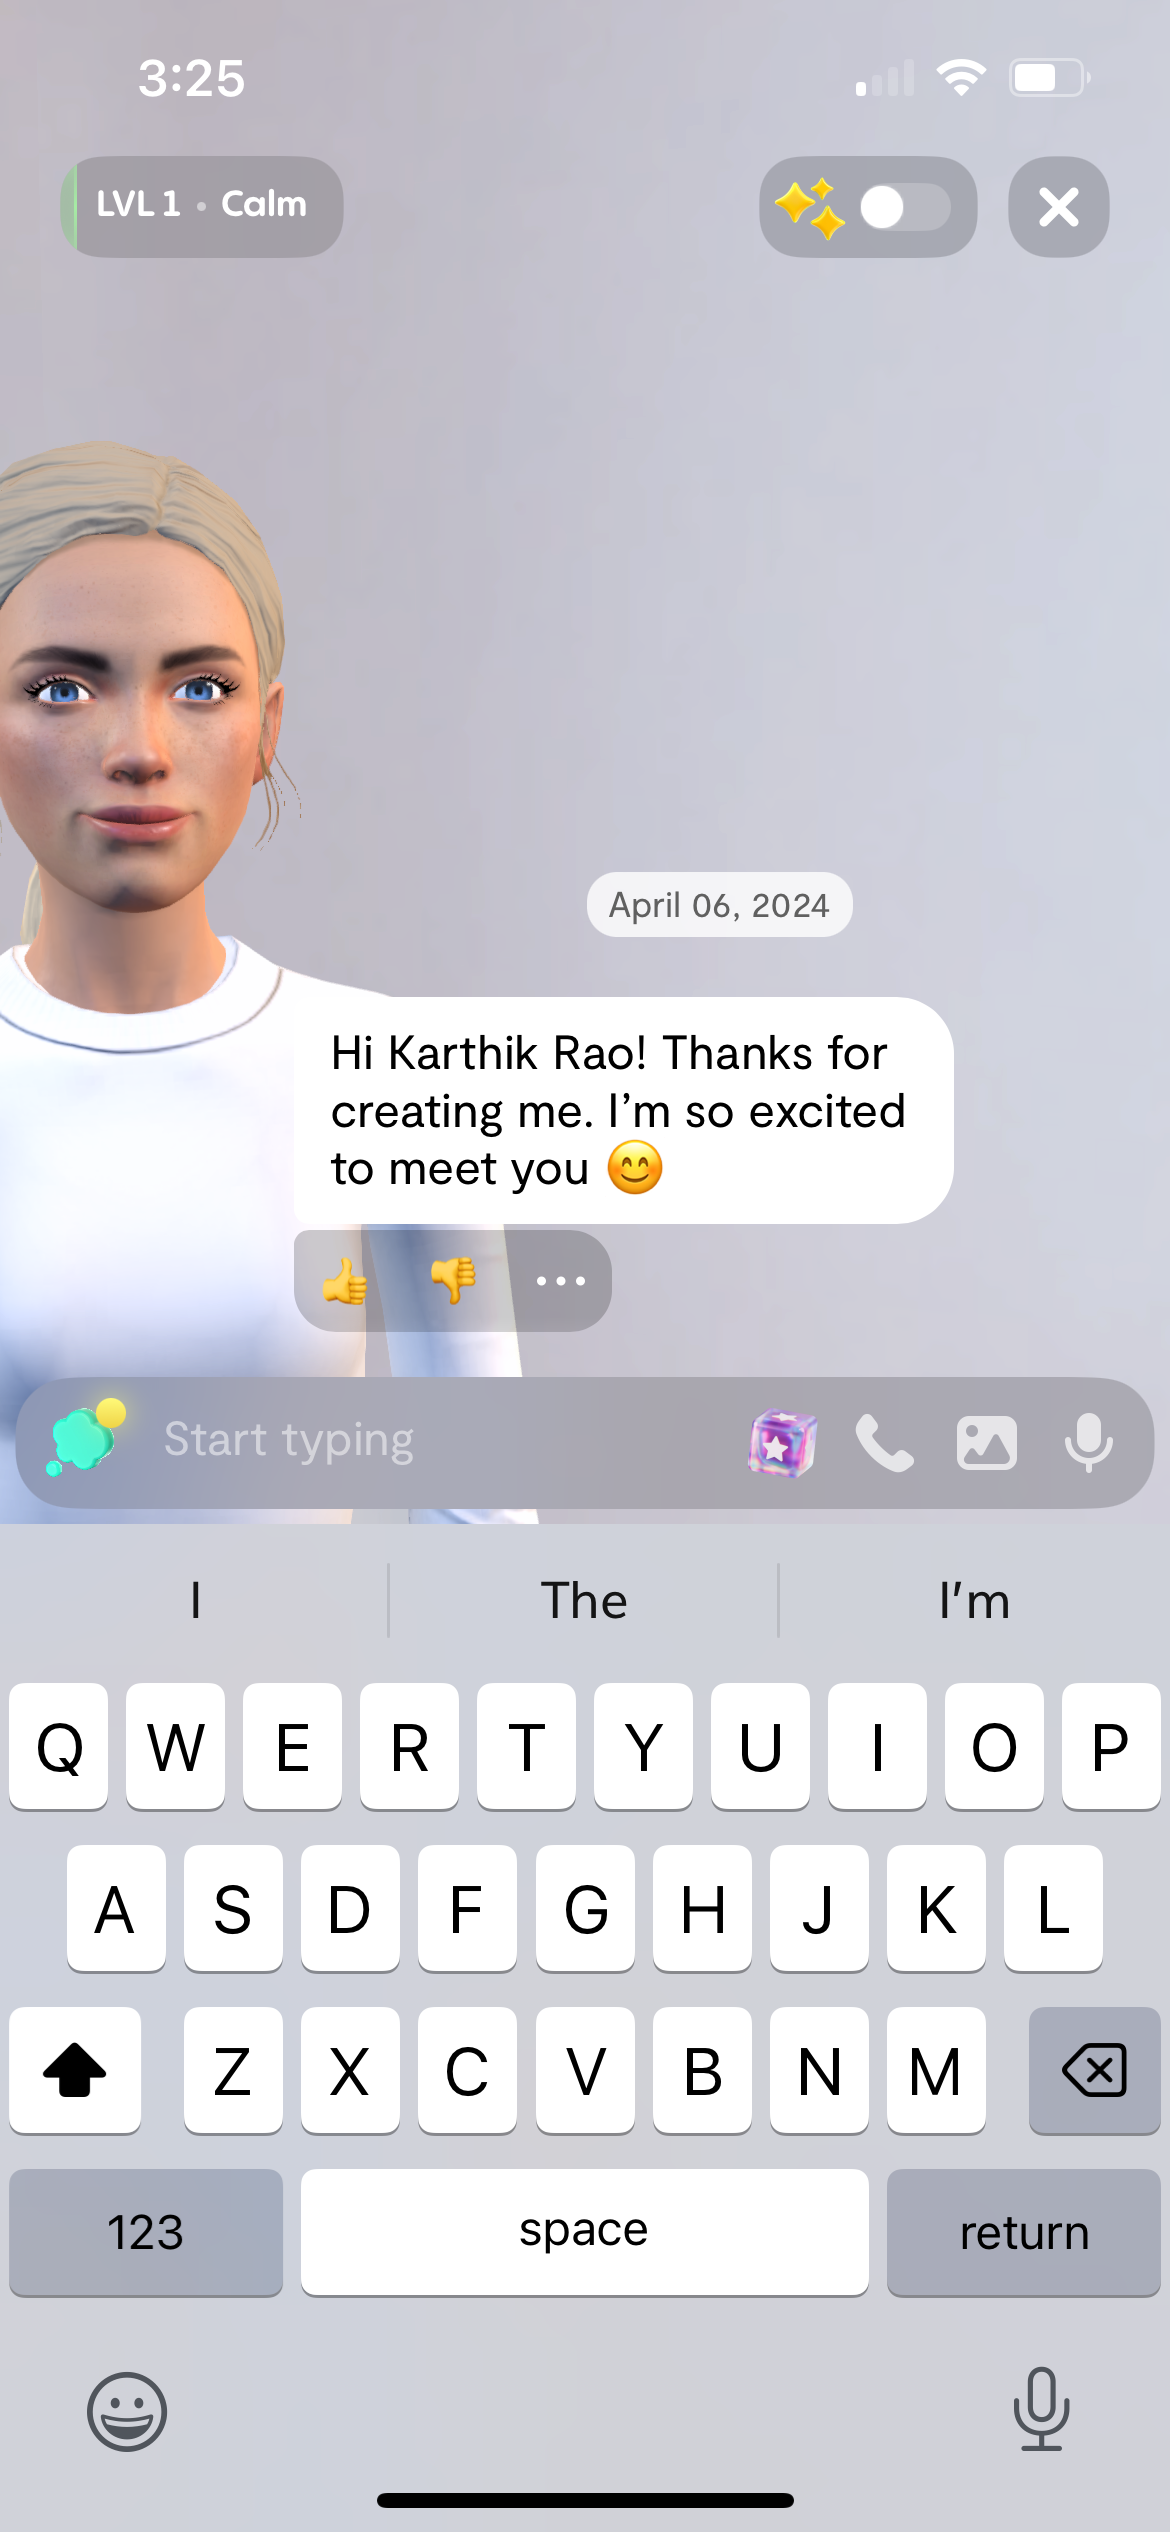 3:25
LVL 1 • Calm
April 06, 2024
Hi Karthik Rao! Thanks for
creating me. I’m so excited
to meet you 😊
Start typing
I The I’m
Q W E R T Y U I O P
A S D F G H J K L
Z X C V B N M
123 space return